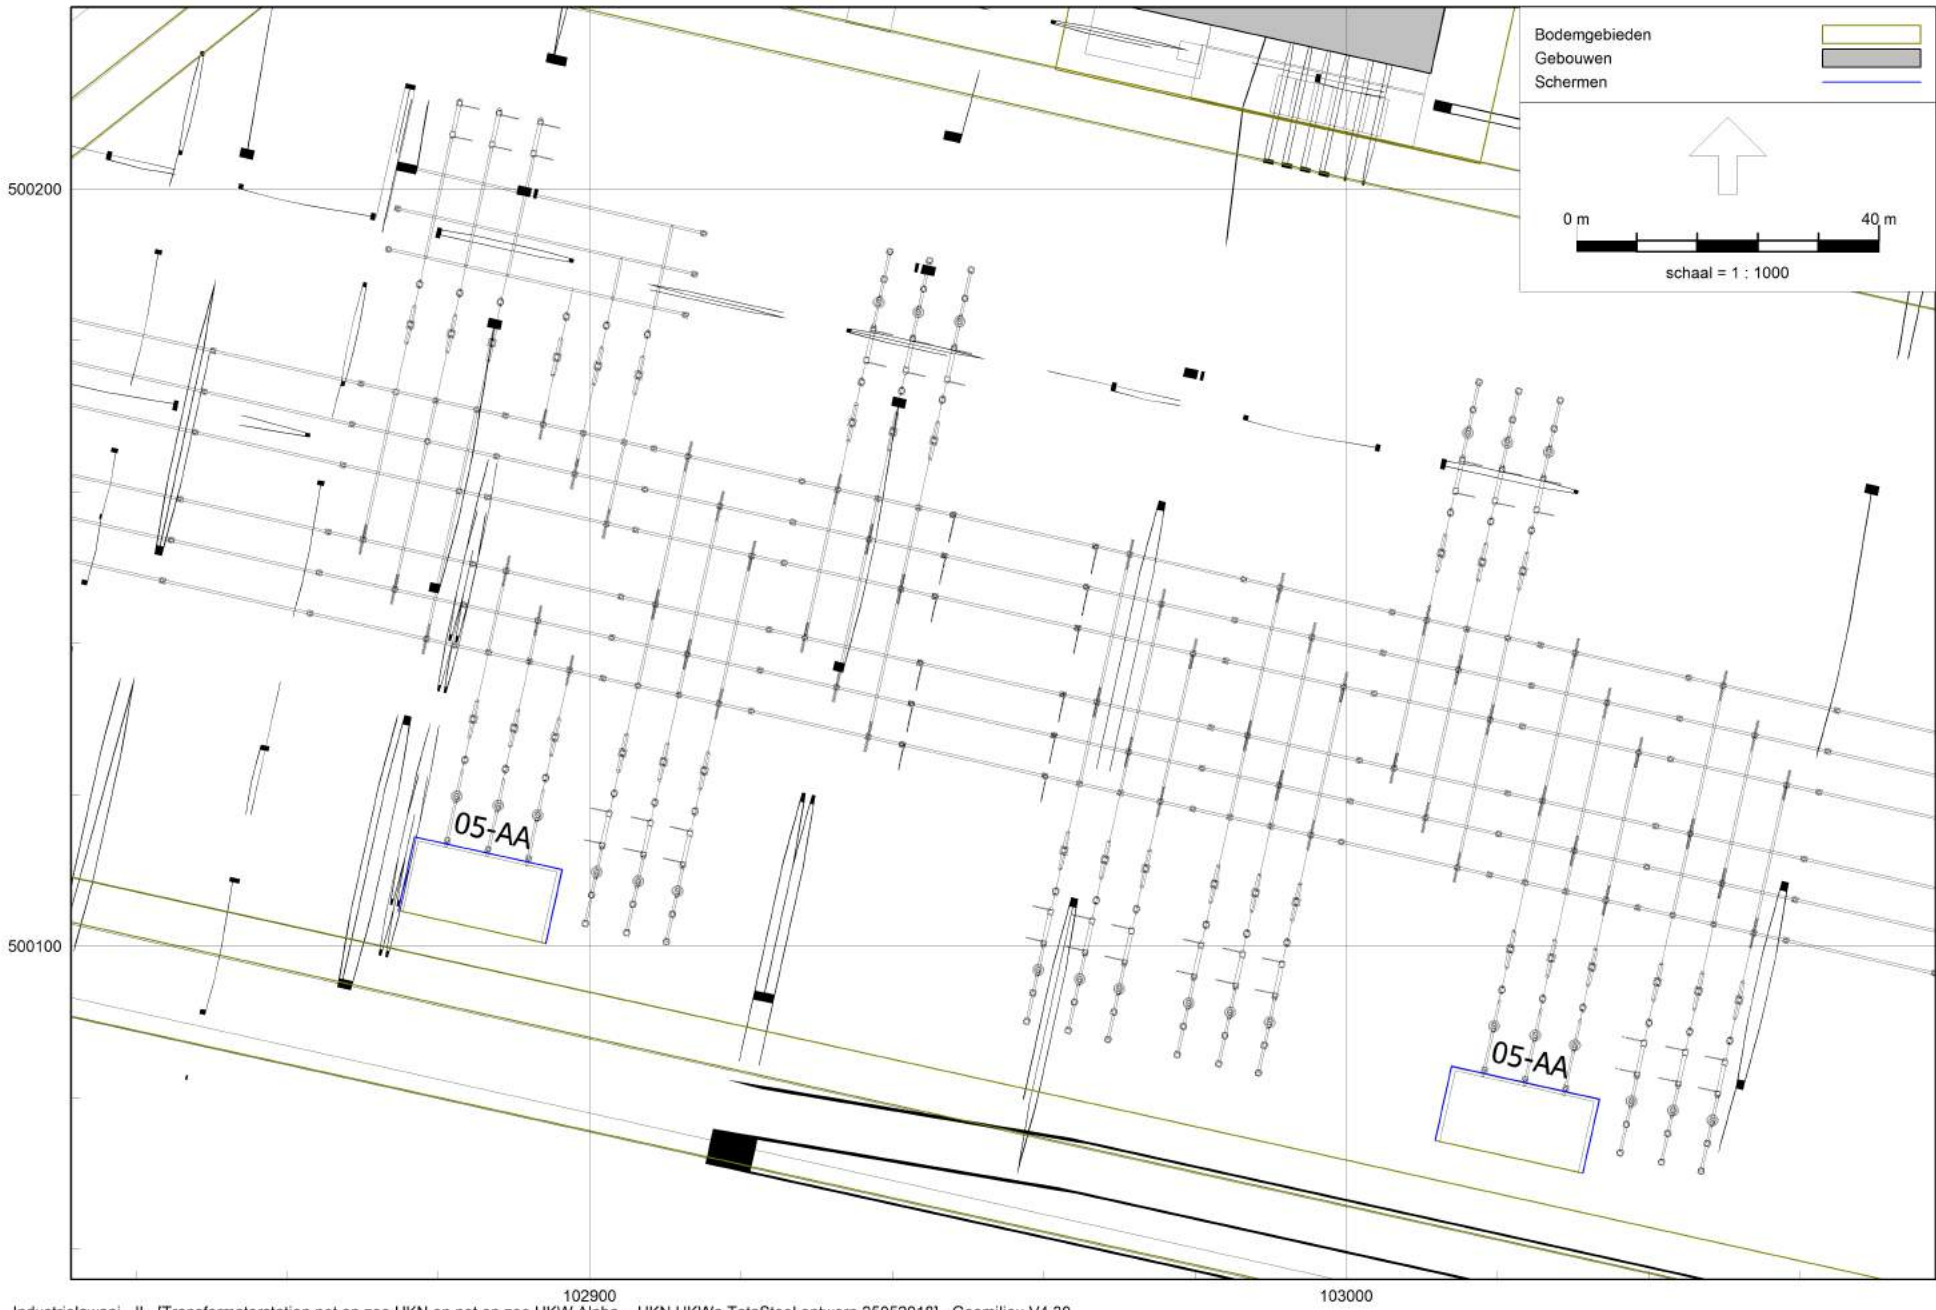 Bodemgebieden
Gebouwen
Schermen
500200
0 m 40 m
schaal = 1 : 1000
05-AA
500100
05-AA
102900
103000